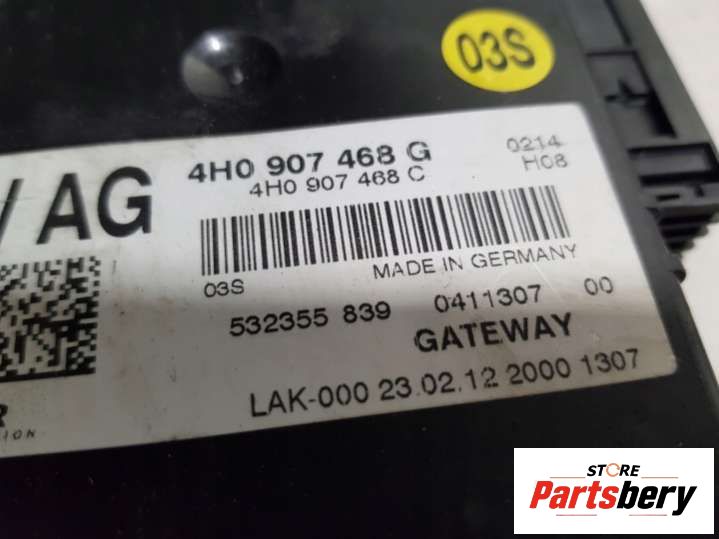 03S
4H0 907 468 G 0214
4H0 907 468 C H08
/AG
03S MADE IN GERMANY
532355 839 0411307 00
GATEWAY
LAK-000 23.02.12 2000 1307
STORE
Partsbery